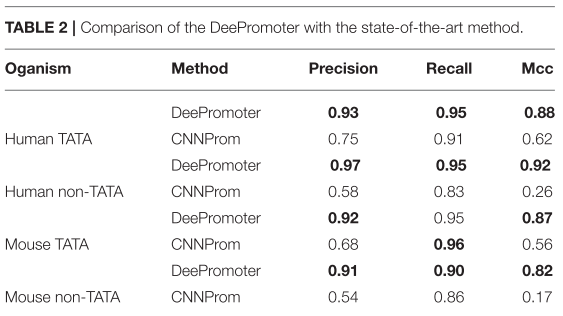 TABLE 2 | Comparison of the DeePromoter with the state-of-the-art method.
Oganism Method Precision Recall Mcc
DeePromoter 0.93 0.95 0.88
Human TATA CNNProm 0.75 0.91 0.62
DeePromoter 0.97 0.95 0.92
Human non-TATA CNNProm 0.58 0.83 0.26
DeePromoter 0.92 0.95 0.87
Mouse TATA CNNProm 0.68 0.96 0.56
DeePromoter 0.91 0.90 0.82
Mouse non-TATA CNNProm 0.54 0.86 0.17